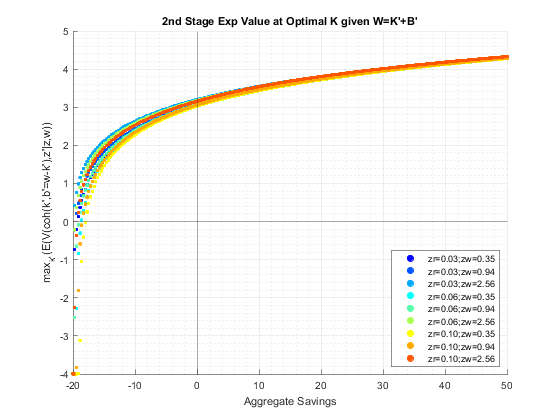 2nd Stage Exp Value at Optimal K given W=K'+B'
max_k'(E(V(coh(k',b'=w-k'),z'|z,w))
5
4
3
2
1
0
-1
-2
-3
-4
-20
-10
0
10
20
30
40
50
Aggregate Savings
zr=0.03;zw=0.35
zr=0.03;zw=0.94
zr=0.03;zw=2.56
zr=0.06;zw=0.35
zr=0.06;zw=0.94
zr=0.06;zw=2.56
zr=0.10;zw=0.35
zr=0.10;zw=0.94
zr=0.10;zw=2.56